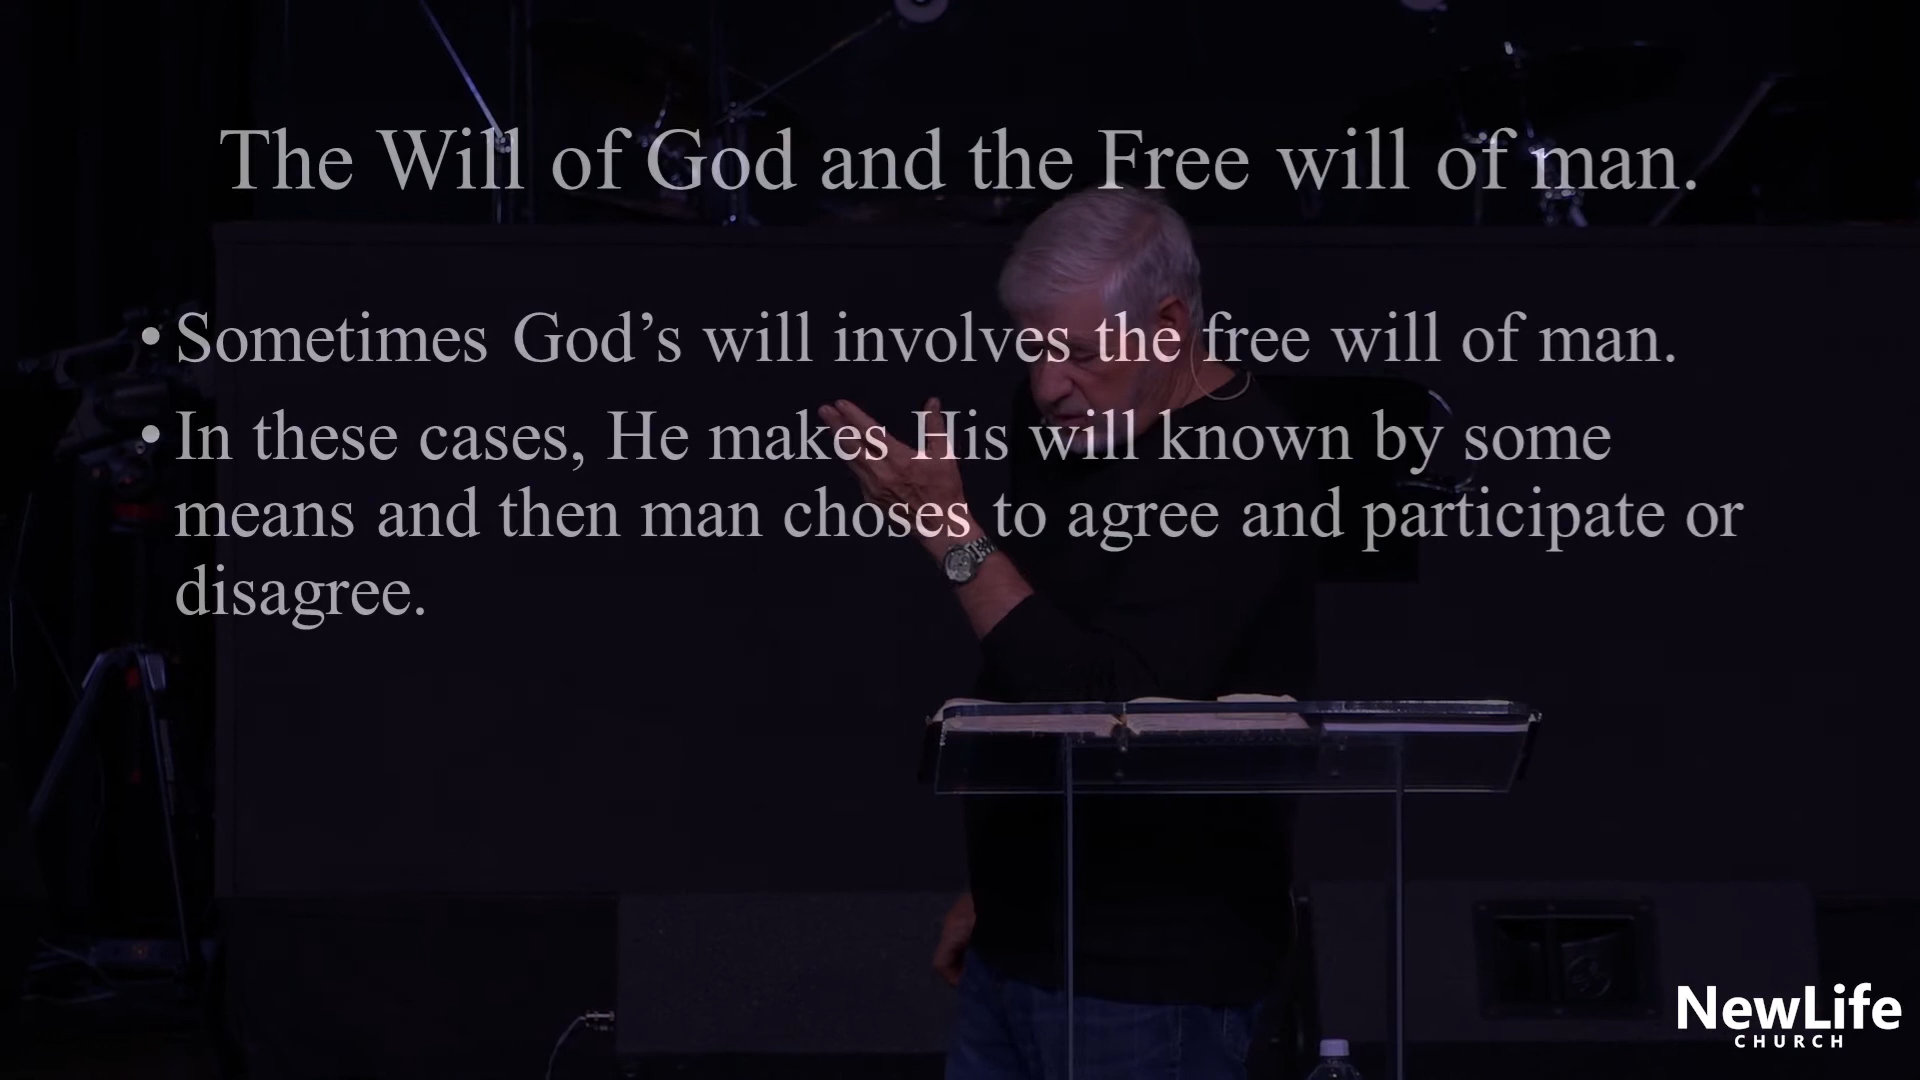 The Will of God and the Free will of man.
• Sometimes God’s will involves the free will of man.
• In these cases, He makes His will known by some
means and then man choses to agree and participate or
disagree.
NewLife
CHURCH